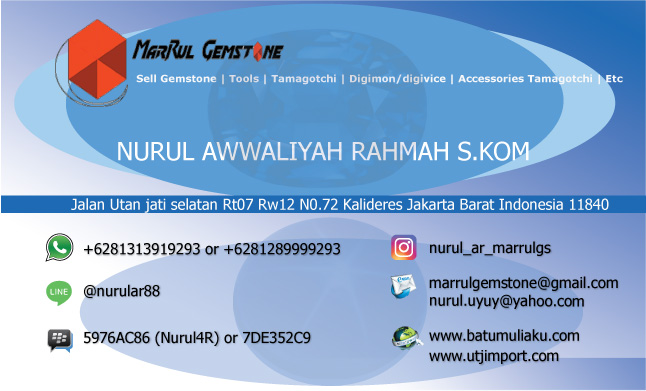 MarRul Gemstone
Sell Gemstone | Tools | Tamagotchi | Digimon/digivice | Accessories Tamagotchi | Etc
NURUL AWWALIYAH RAHMAH S.KOM
Jalan Utan jati selatan Rt07 Rw12 N0.72 Kalideres Jakarta Barat Indonesia 11840
+6281313919293 or +6281289999293
nurul_ar_marrulgs
LINE
@nurular88
marrulgemstone@gmail.com
nurul.uyuy@yahoo.com
5976AC86 (Nurul4R) or 7DE352C9
www.batumuliaku.com
www.utjimport.com